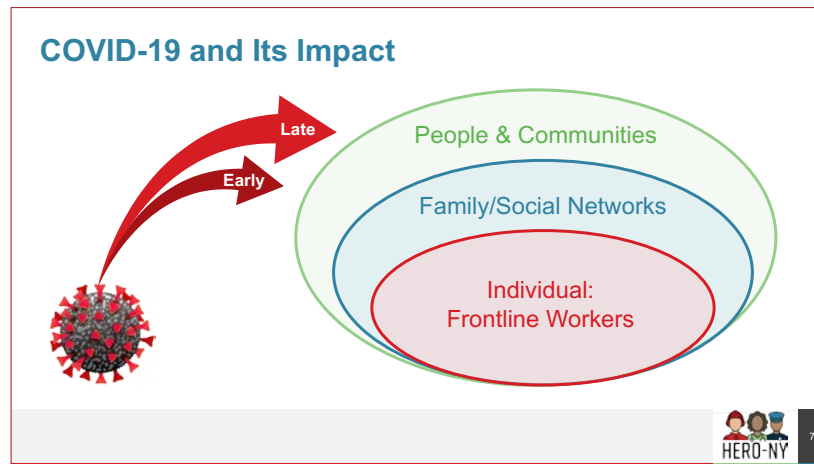 COVID-19 and Its Impact
Late
Early
People & Communities
Family/Social Networks
Individual:
Frontline Workers
HERO-NY
7